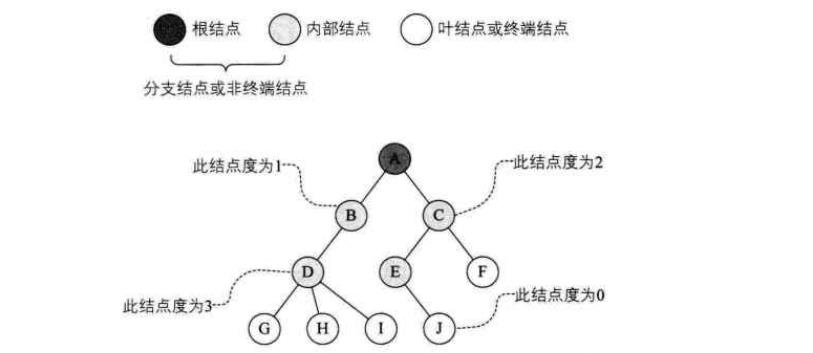 根结点 内部结点 叶结点或终端结点
分支结点或非终端结点
A
此结点度为1 此结点度为2
B C
D E F
此结点度为3 此结点度为0
G H I J